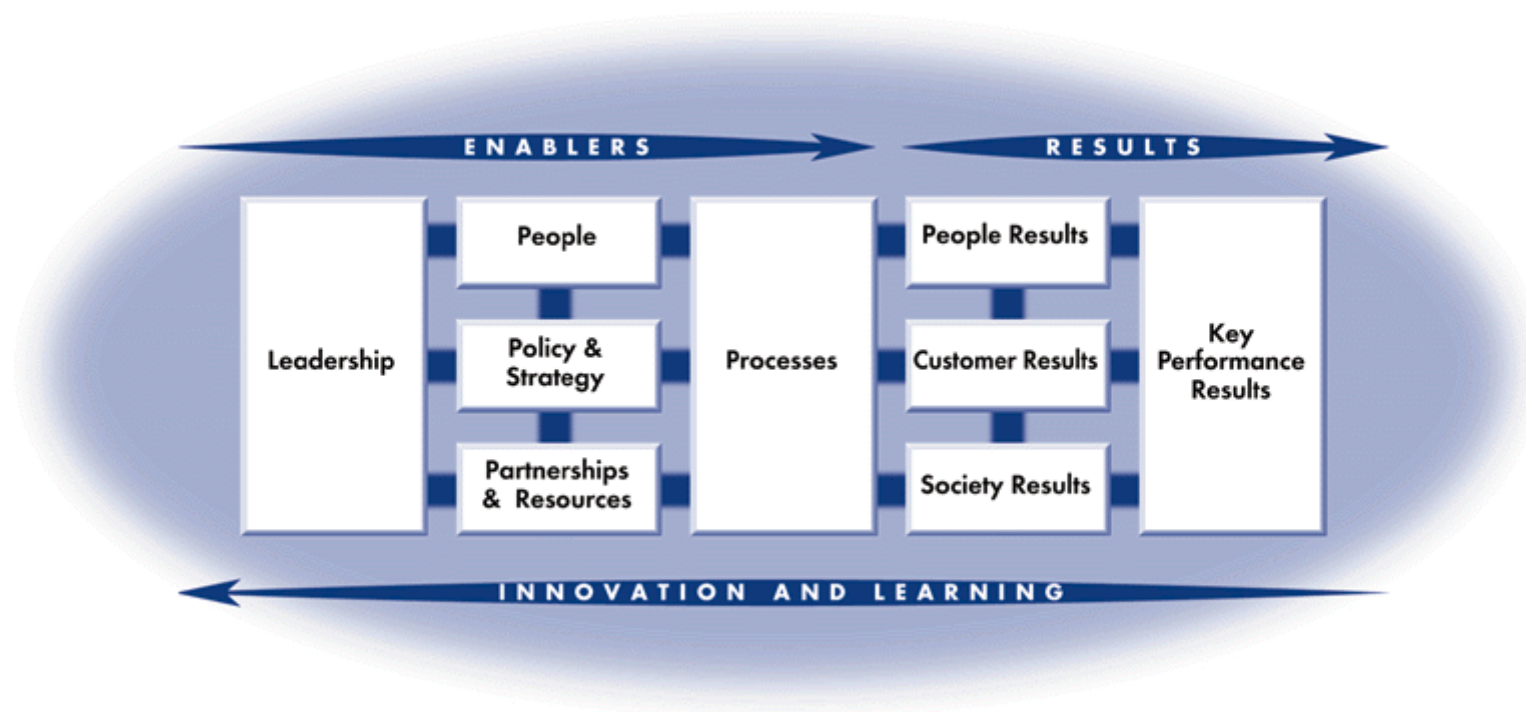 ENABLERS
RESULTS
Leadership
People
Policy &
Strategy
Partnerships
& Resources
Processes
People Results
Customer Results
Society Results
Key
Performance
Results
INNOVATION AND LEARNING